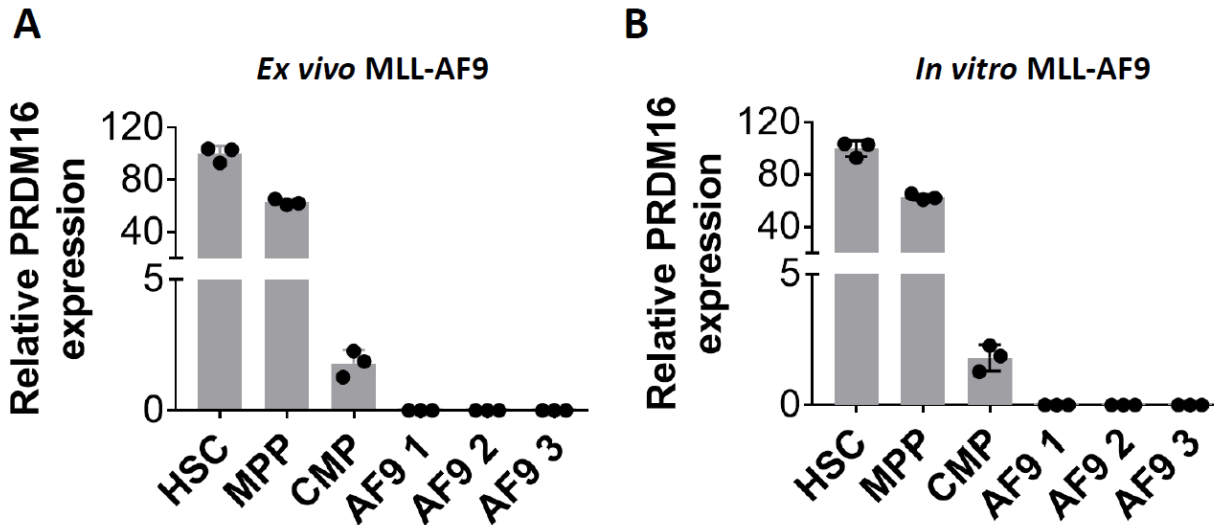 A
Ex vivo MLL-AF9
Relative PRDM16
expression
120
80
40
5
0
HSC
MPP
CMP
AF9 1
AF9 2
AF9 3
B
In vitro MLL-AF9
Relative PRDM16
expression
120
80
40
5
0
HSC
MPP
CMP
AF9 1
AF9 2
AF9 3